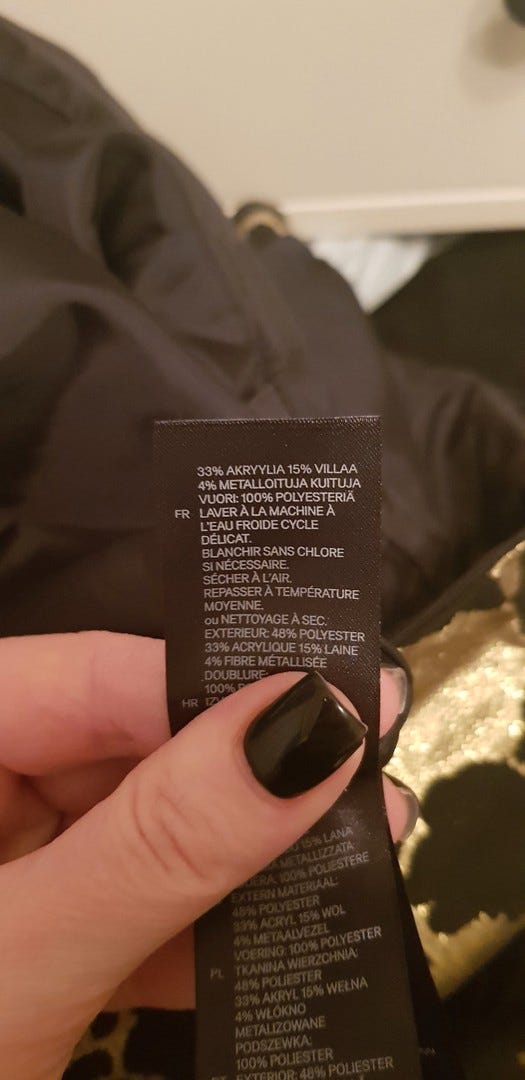 33% AKRYYLIA 15% VILLAA
4% METALLOITUJA KUITUJA
VUORI: 100% POLYESTERIÄ
FR LAVER À LA MACHINE À
L'EAU FROIDE CYCLE
DÉLICAT.
BLANCHIR SANS CHLORE
SI NÉCESSAIRE.
SÉCHER À L'AIR.
REPASSER À TEMPÉRATURE
MOYENNE.
ou NETTOYAGE À SEC.
EXTERIEUR: 48% POLYESTER
33% ACRYLIQUE 15% LAINE
4% FIBRE MÉTALLISÉE
DOUBLURE:
100%
HR
15% LANA
METALLIZZATA
100% POLIESTERE
EXTERN MATERIAAL:
48% POLYESTER
33% ACRYL 15% WOL
4% METAALVEZEL
VOERING: 100% POLYESTER
PL TKANINA WIERZCHNIA:
48% POLIESTER
33% AKRYL 15% WEŁNA
4% WŁÓKNO
METALIZOWANE
PODSZEWKA:
100% POLIESTER
PT EXTERIOR: 48% POLIÉSTER